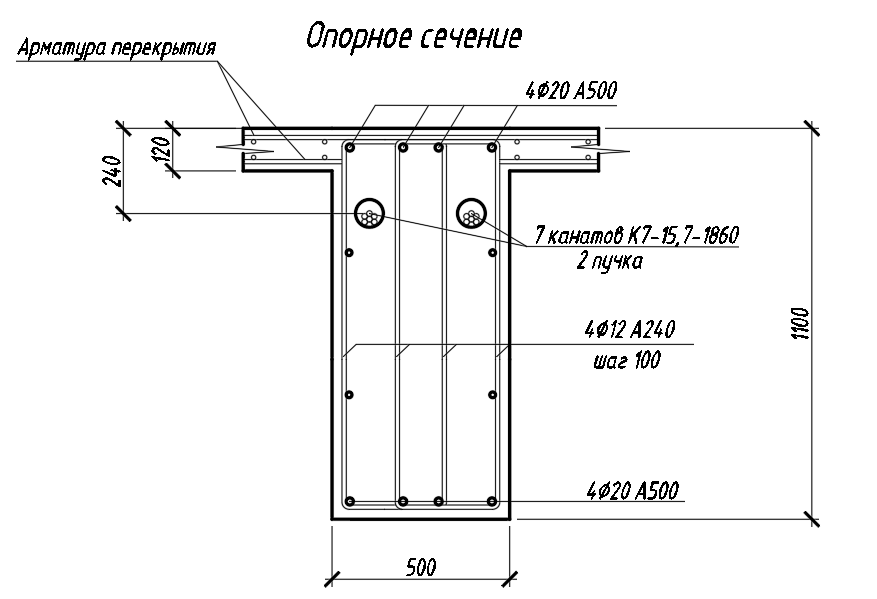 Опорное сечение
Арматура перекрытия
4Ф20 А500
240
120
7 канатов К7-15,7-1860
2 пучка
4Ф12 А240
шаг 100
1100
4Ф20 А500
500